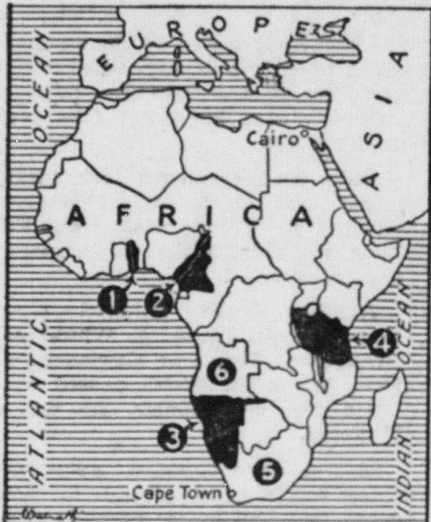 EUROPE
ASIA
OCEAN
Cairo
AFRICA
1
2
4
OCEAN
6
ATLANTIC
3
5
INDIAN
Cape Town